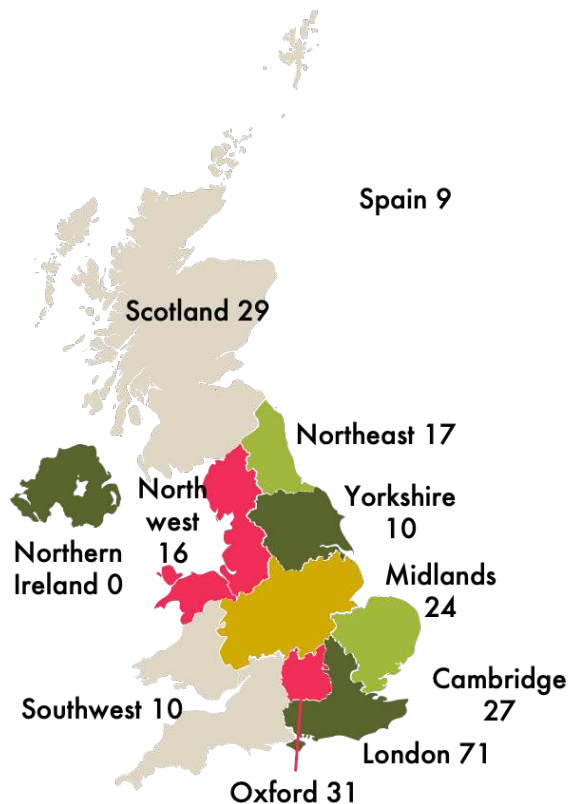 Spain 9
Scotland 29
Northeast 17
North
west
16
Yorkshire
10
Northern
Ireland 0
Midlands
24
Cambridge
27
Southwest 10
London 71
Oxford 31